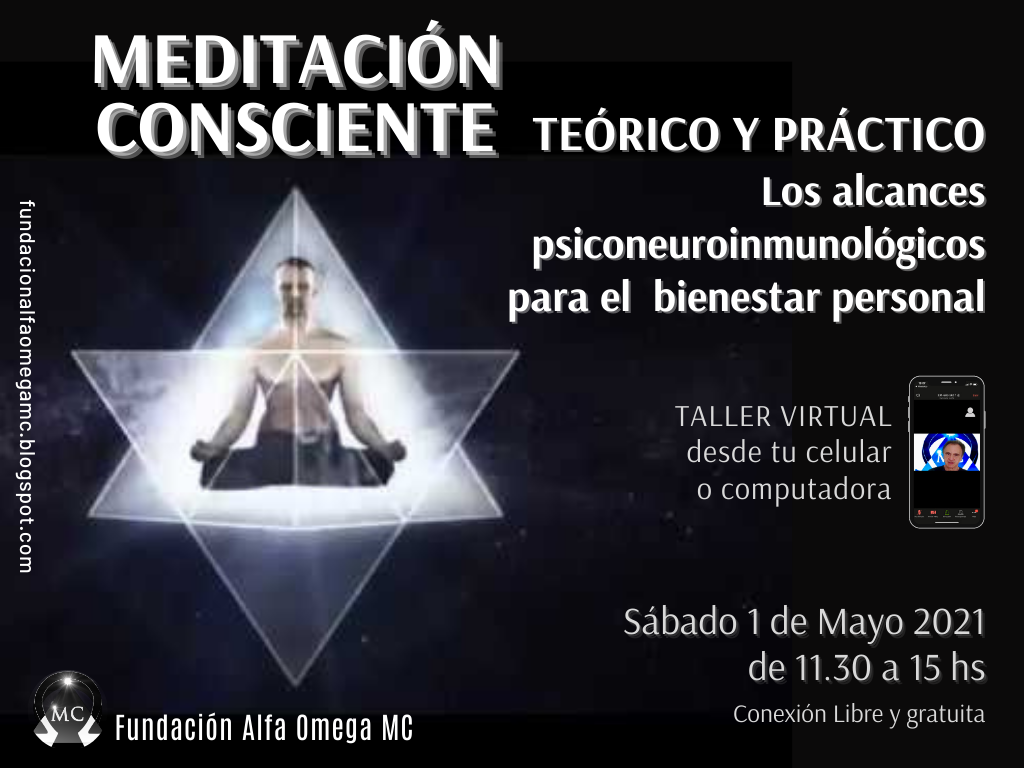 MEDITACIÓN
CONSCIENTE
TEÓRICO Y PRÁCTICO
Los alcances
psiconeuroinmunológicos
para el bienestar personal
fundacionalfaomegamc.blogspot.com
TALLER VIRTUAL
desde tu celular
o computadora
Sábado 1 de Mayo 2021
de 11.30 a 15 hs
Conexión Libre y gratuita
MC
Fundación Alfa Omega MC